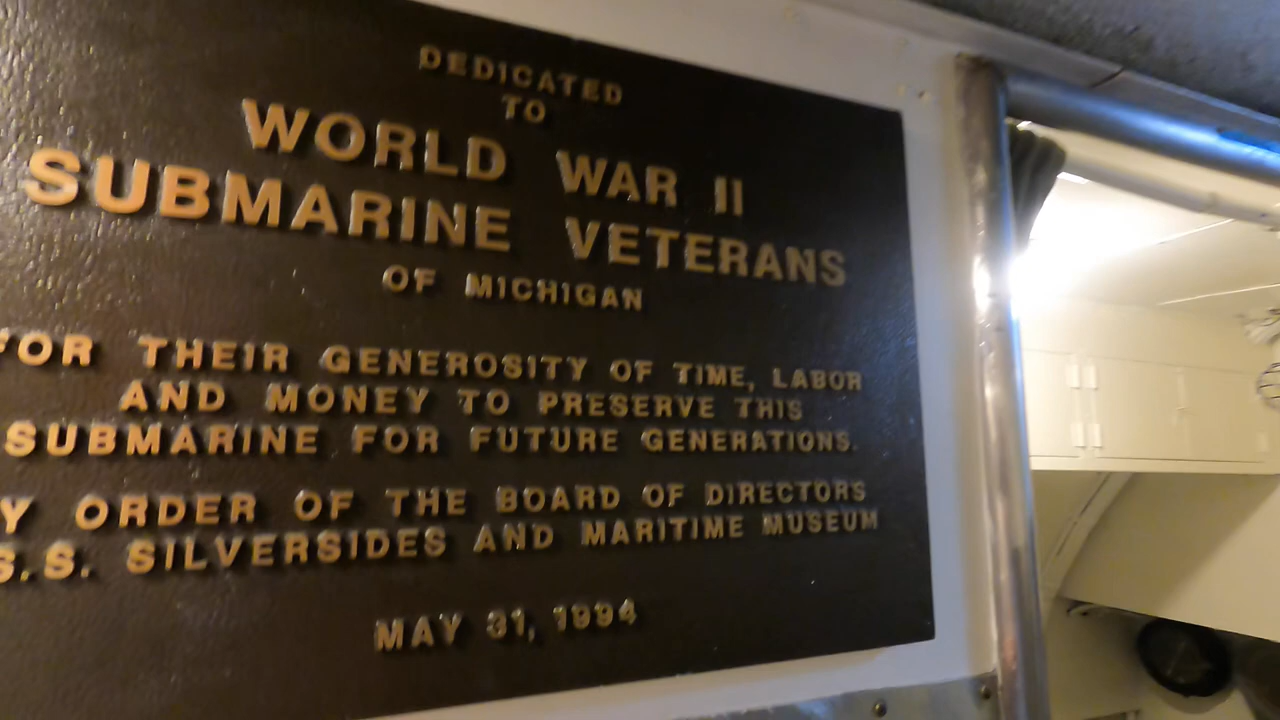 DEDICATED
TO
WORLD WAR II
SUBMARINE VETERANS
OF MICHIGAN
FOR THEIR GENEROSITY OF TIME, LABOR
AND MONEY TO PRESERVE THIS
SUBMARINE FOR FUTURE GENERATIONS.
Y ORDER OF THE BOARD OF DIRECTORS
S.S. SILVERSIDES AND MARITIME MUSEUM
MAY 31, 1994